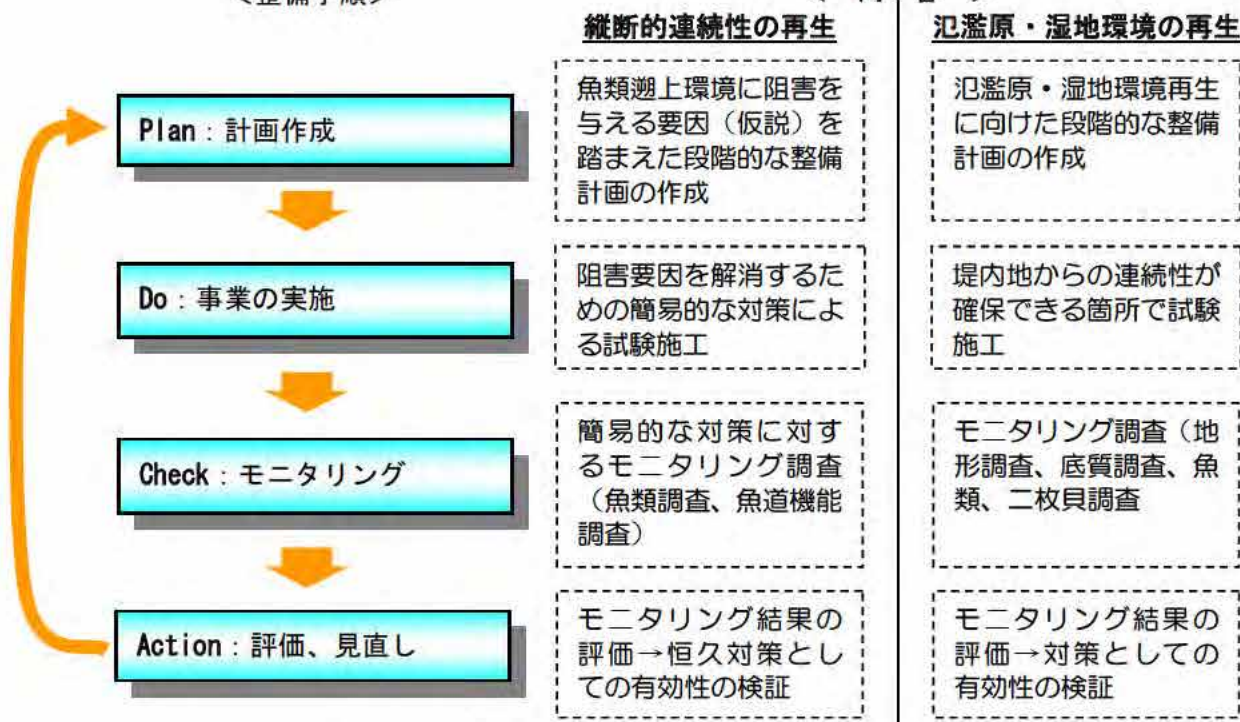 ＜整備手順＞
縦断的連続性の再生
氾濫原・湿地環境の再生
Plan：計画作成
魚類遡上環境に阻害を
与える要因（仮説）を
踏まえた段階的な整備
計画の作成
氾濫原・湿地環境再生
に向けた段階的な整備
計画の作成
Do：事業の実施
阻害要因を解消するた
めの簡易的な対策によ
る試験施工
堤内地からの連続性が
確保できる箇所で試験
施工
Check：モニタリング
簡易的な対策に対す
るモニタリング調査
（魚類調査、魚道機能
調査）
モニタリング調査（地
形調査、底質調査、魚
類、二枚貝調査
Action：評価、見直し
モニタリング結果の
評価→恒久対策とし
ての有効性の検証
モニタリング結果の
評価→対策としての
有効性の検証